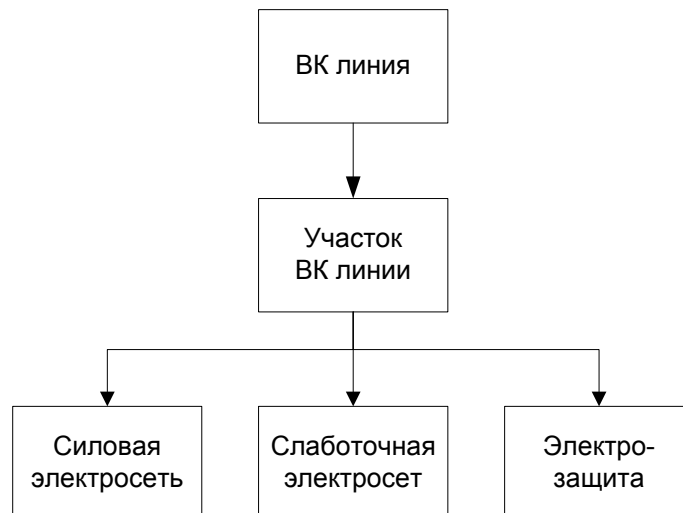 ВК линия
Участок
ВК линии
Силовая
электросеть
Слаботочная
электросет
Электро-
защита